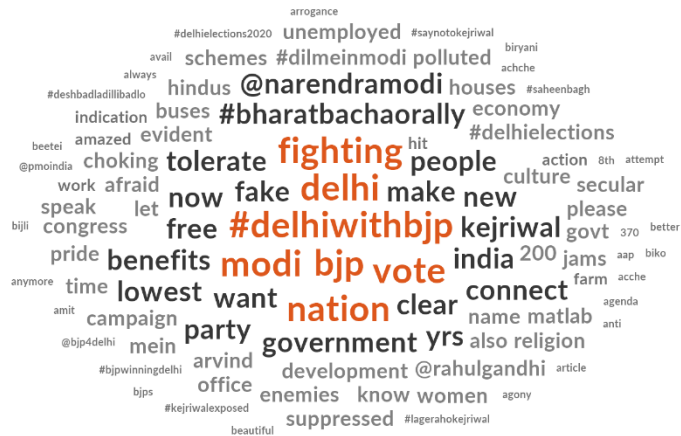 arrogance
#delhielections2020 unemployed #saynotokejriwal
avail schemes #dilmeinmodi polluted biryani
always hindus @narendramodi houses achche
#deshbadladillibadlo #saheenbagh
indication buses #bharatbachaorally economy
amazed evident fighting hit #delhielections
beetei
@pmoindia choking tolerate people action 8th attempt
work afraid now fake delhi make new culture secular
speak let free #delhiwithbjp kejriwal please
bijli congress govt 370 better
pride benefits modi bjp vote india 200 jams aap biko
anymore time lowest want nation clear connect farm acche
amit campaign name matlab agenda
@bjp4delhi mein party government yrs also religion anti
#bjpwinningdelhi arvind development @rahulgandhi article
bjps office enemies know women agony
#kejriwalexposed suppressed #lagerahokejriwal
beautiful